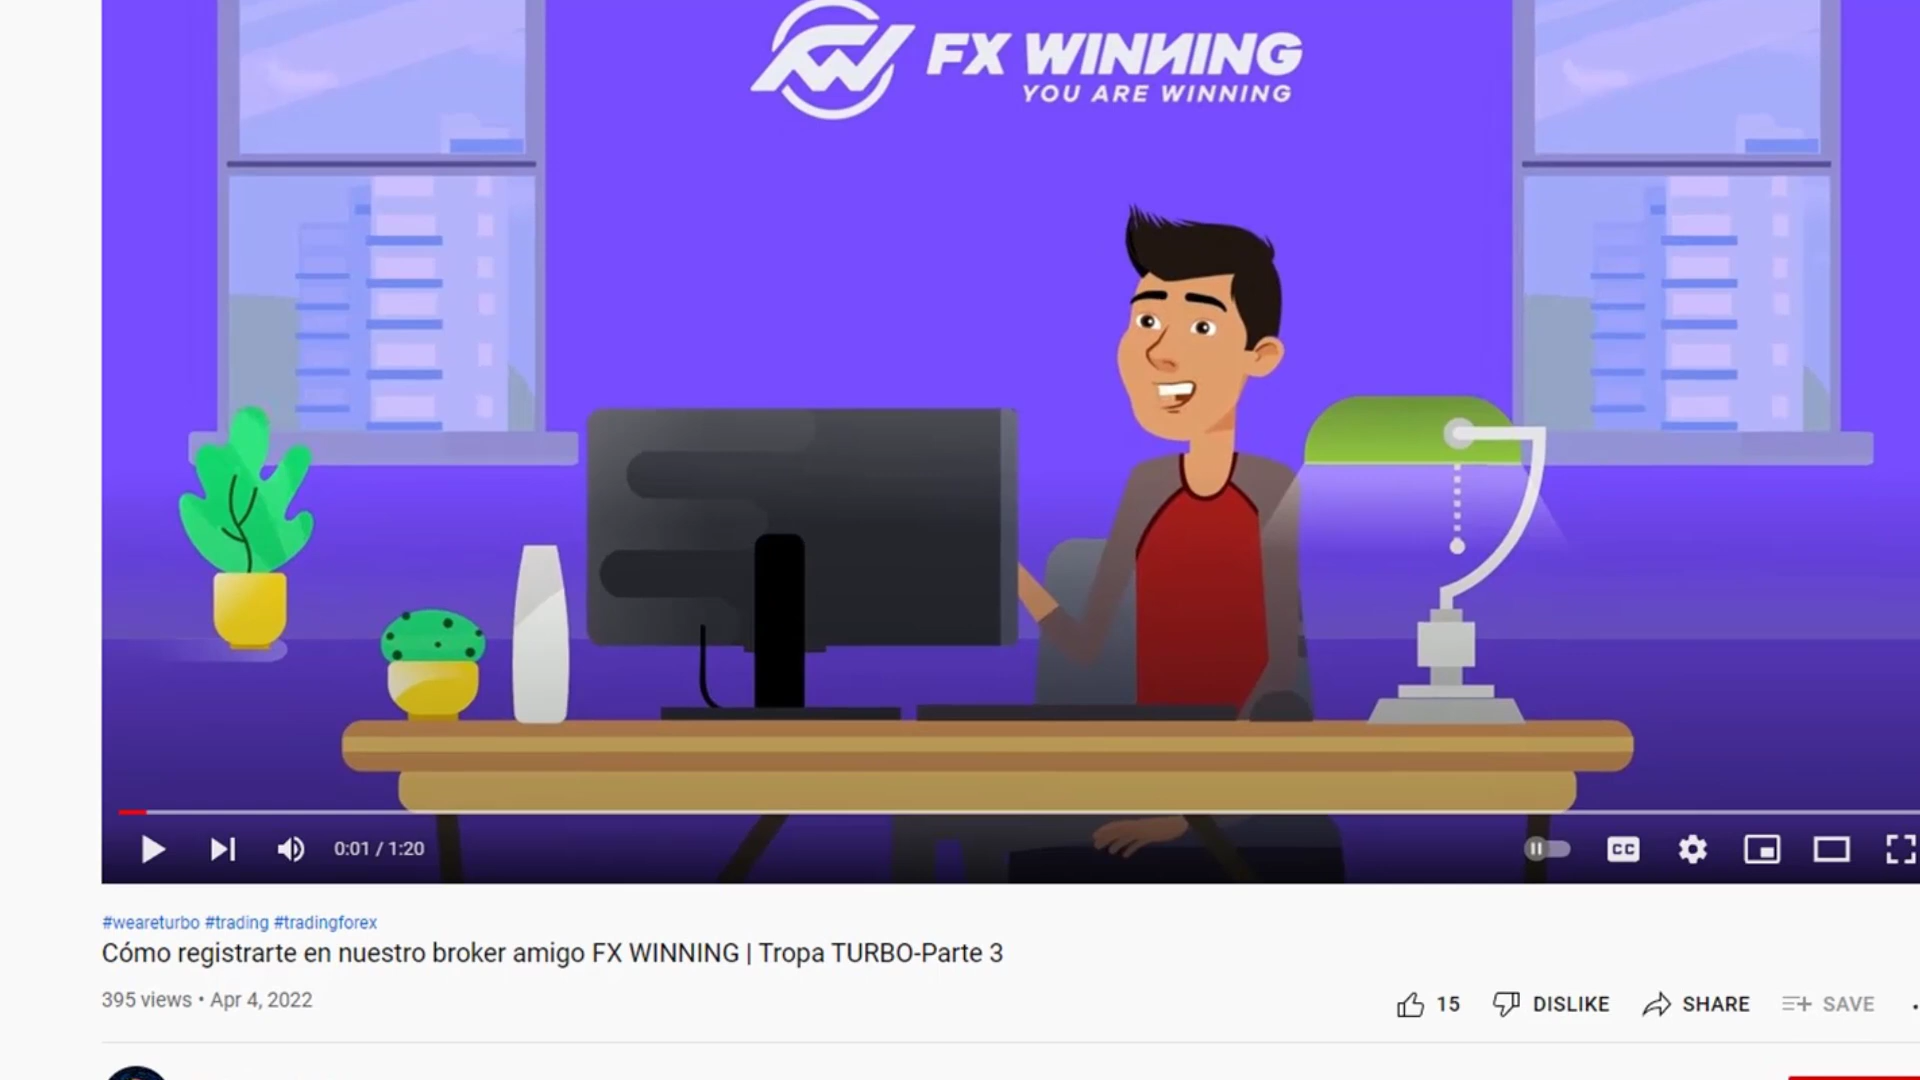 FX WINNING
YOU ARE WINNING
0:01 / 1:20
CC
#weareturbo #trading #tradingforex
Cómo registrarte en nuestro broker amigo FX WINNING | Tropa TURBO-Parte 3
395 views • Apr 4, 2022
15 DISLIKE SHARE SAVE